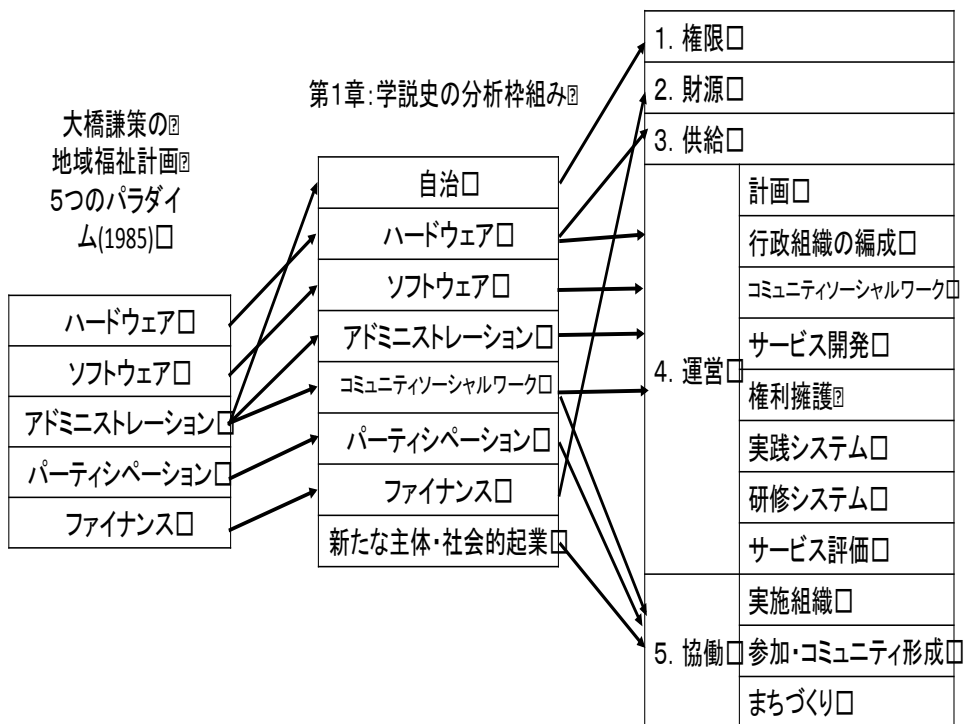 大橋謙策の
地域福祉計画
5つのパラダイ
ム(1985)
ハードウェア
ソフトウェア
アドミニストレーション
パーティシペーション
ファイナンス
第1章:学説史の分析枠組み
自治
ハードウェア
ソフトウェア
アドミニストレーション
コミュニティソーシャルワーク
パーティシペーション
ファイナンス
新たな主体・社会的起業
1. 権限
2. 財源
3. 供給
4. 運営
計画
行政組織の編成
コミュニティソーシャルワーク
サービス開発
権利擁護
実践システム
研修システム
サービス評価
5. 協働
実施組織
参加・コミュニティ形成
まちづくり